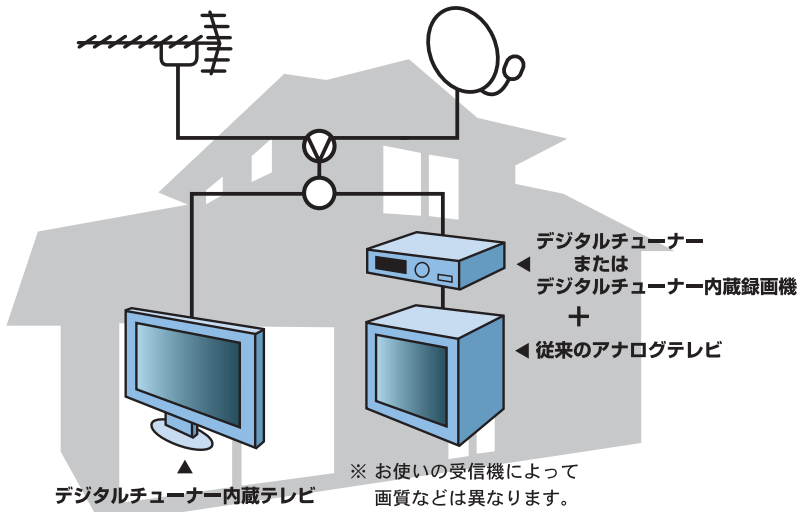 デジタルチューナー
または
デジタルチューナー内蔵録画機
+
従来のアナログテレビ
デジタルチューナー内蔵テレビ
※ お使いの受信機によって
画質などは異なります。